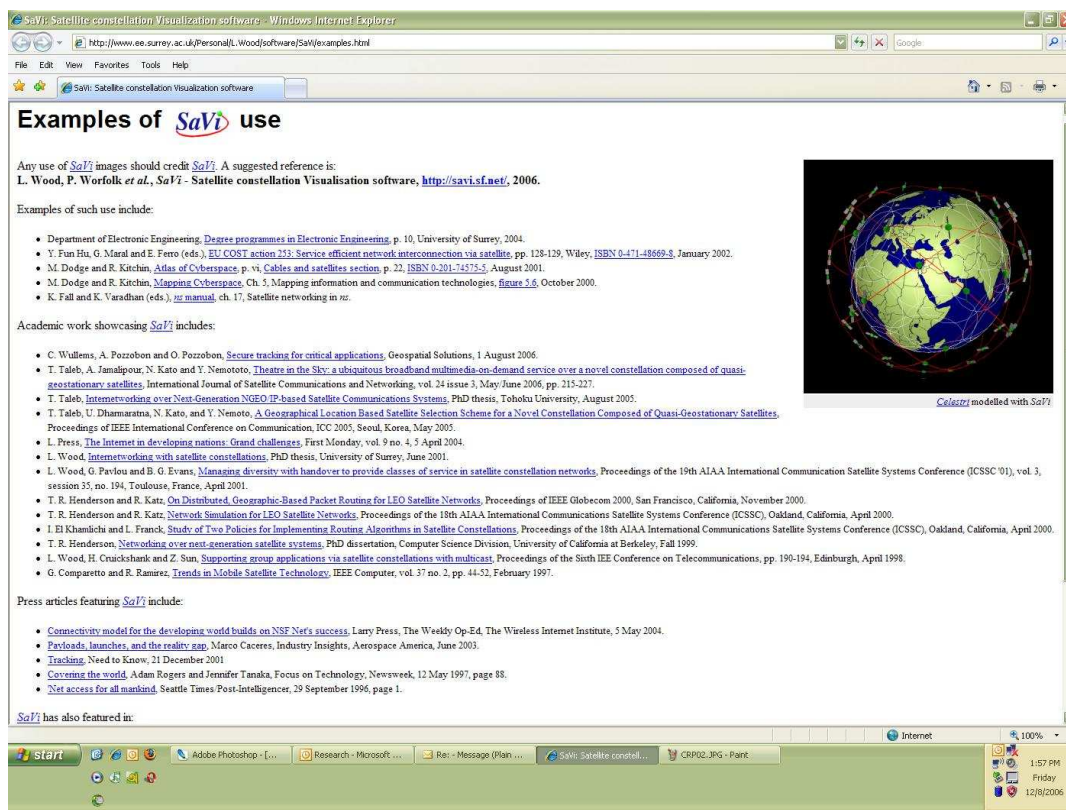 SaVi: Satellite constellation Visualization software - Windows Internet Explorer
http://www.ee.surrey.ac.uk/Personal/L.Wood/software/SaVi/examples.html
Google
File Edit View Favorites Tools Help
SaVi: Satellite constellation Visualization software
Examples of SaVi use
Any use of SaVi images should credit SaVi. A suggested reference is:
L. Wood, P. Worfolk et al., SaVi - Satellite constellation Visualisation software, http://savi.sf.net/, 2006.
Examples of such use include:
• Department of Electronic Engineering, Degree programmes in Electronic Engineering, p. 10, University of Surrey, 2004.
• Y. Fun Hu, G. Maral and E. Ferro (eds.), EU COST action 253: Service efficient network interconnection via satellite, pp. 128-129, Wiley, ISBN 0-471-48669-8, January 2002.
• M. Dodge and R. Kitchin, Atlas of Cyberspace, p. vi, Cables and satellites section, p. 22, ISBN 0-201-74575-5, August 2001.
• M. Dodge and R. Kitchin, Mapping Cyberspace, Ch. 5, Mapping information and communication technologies, figure 5.6, October 2000.
• K. Fall and K. Varadhan (eds.), ns manual, ch. 17, Satellite networking in ns.
Celestri modelled with SaVi
Academic work showcasing SaVi includes:
• C. Wullems, A. Pozzobon and O. Pozzobon, Secure tracking for critical applications, Geospatial Solutions, 1 August 2006.
• T. Taleb, A. Jamalipour, N. Kato and Y. Nemototo, Theatre in the Sky: a ubiquitous broadband multimedia-on-demand service over a novel constellation composed of quasi-
geostationary satellites, International Journal of Satellite Communications and Networking, vol. 24 issue 3, May/June 2006, pp. 215-227.
• T. Taleb, Internetworking over Next-Generation NGEO/IP-based Satellite Communications Systems, PhD thesis, Tohoku University, August 2005.
• T. Taleb, U. Dharmaratna, N. Kato, and Y. Nemoto, A Geographical Location Based Satellite Selection Scheme for a Novel Constellation Composed of Quasi-Geostationary Satellites,
Proceedings of IEEE International Conference on Communication, ICC 2005, Seoul, Korea, May 2005.
• L. Press, The Internet in developing nations: Grand challenges, First Monday, vol. 9 no. 4, 5 April 2004.
• L. Wood, Internetworking with satellite constellations, PhD thesis, University of Surrey, June 2001.
• L. Wood, G. Pavlou and B. G. Evans, Managing diversity with handover to provide classes of service in satellite constellation networks, Proceedings of the 19th AIAA International Communication Satellite Systems Conference (ICSSC '01), vol. 3,
session 35, no. 194, Toulouse, France, April 2001.
• T. R. Henderson and R. Katz, On Distributed, Geographic-Based Packet Routing for LEO Satellite Networks, Proceedings of IEEE Globecom 2000, San Francisco, California, November 2000.
• T. R. Henderson and R. Katz, Network Simulation for LEO Satellite Networks, Proceedings of the 18th AIAA International Communications Satellite Systems Conference (ICSSC), Oakland, California, April 2000.
• I. El Khamlichi and L. Franck, Study of Two Policies for Implementing Routing Algorithms in Satellite Constellations, Proceedings of the 18th AIAA International Communications Satellite Systems Conference (ICSSC), Oakland, California, April 2000.
• T. R. Henderson, Networking over next-generation satellite systems, PhD dissertation, Computer Science Division, University of California at Berkeley, Fall 1999.
• L. Wood, H. Cruickshank and Z. Sun, Supporting group applications via satellite constellations with multicast, Proceedings of the Sixth IEE Conference on Telecommunications, pp. 190-194, Edinburgh, April 1998.
• G. Comparetto and R. Ramirez, Trends in Mobile Satellite Technology, IEEE Computer, vol. 37 no. 2, pp. 44-52, February 1997.
Press articles featuring SaVi include:
• Connectivity model for the developing world builds on NSF Net's success, Larry Press, The Weekly Op-Ed, The Wireless Internet Institute, 5 May 2004.
• Payloads, launches, and the reality gap, Marco Caceres, Industry Insights, Aerospace America, June 2003.
• Tracking, Need to Know, 21 December 2001
• Covering the world, Adam Rogers and Jennifer Tanaka, Focus on Technology, Newsweek, 12 May 1997, page 88.
• 'Net access for all mankind, Seattle Times/Post-Intelligencer, 29 September 1996, page 1.
SaVi has also featured in:
Internet 100%
start
Adobe Photoshop - [...
Research - Microsoft ...
Re: - Message (Plain ...
SaVi: Satellite constell...
CRP02.JPG - Paint
1:57 PM
Friday
12/8/2006